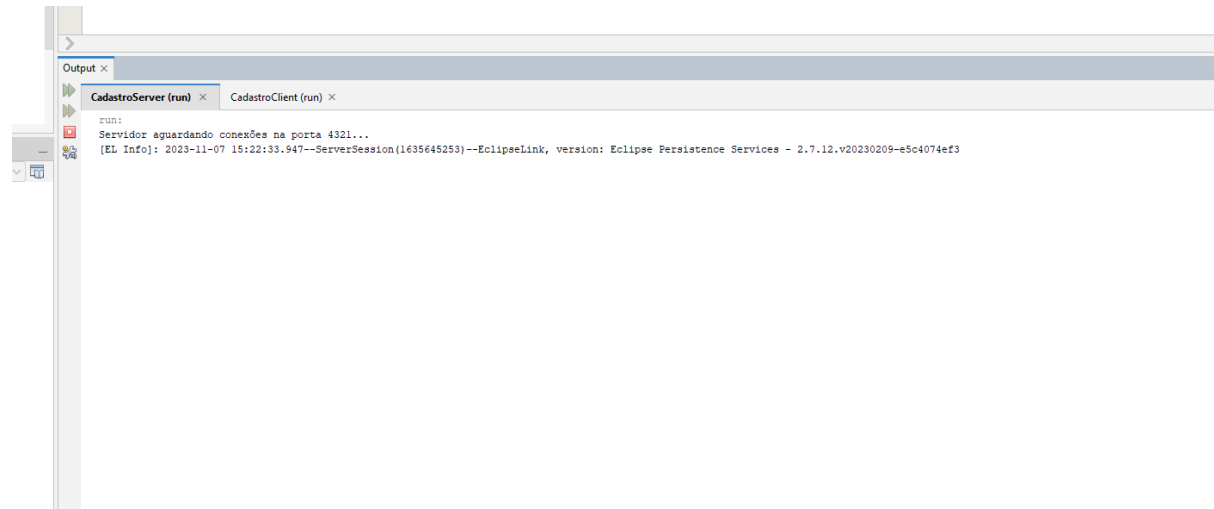 Output
CadastroServer (run) CadastroClient (run)
run:
Servidor aguardando conexões na porta 4321...
[EL Info]: 2023-11-07 15:22:33.947--ServerSession(1635645253)--EclipseLink, version: Eclipse Persistence Services - 2.7.12.v20230209-e5c4074ef3